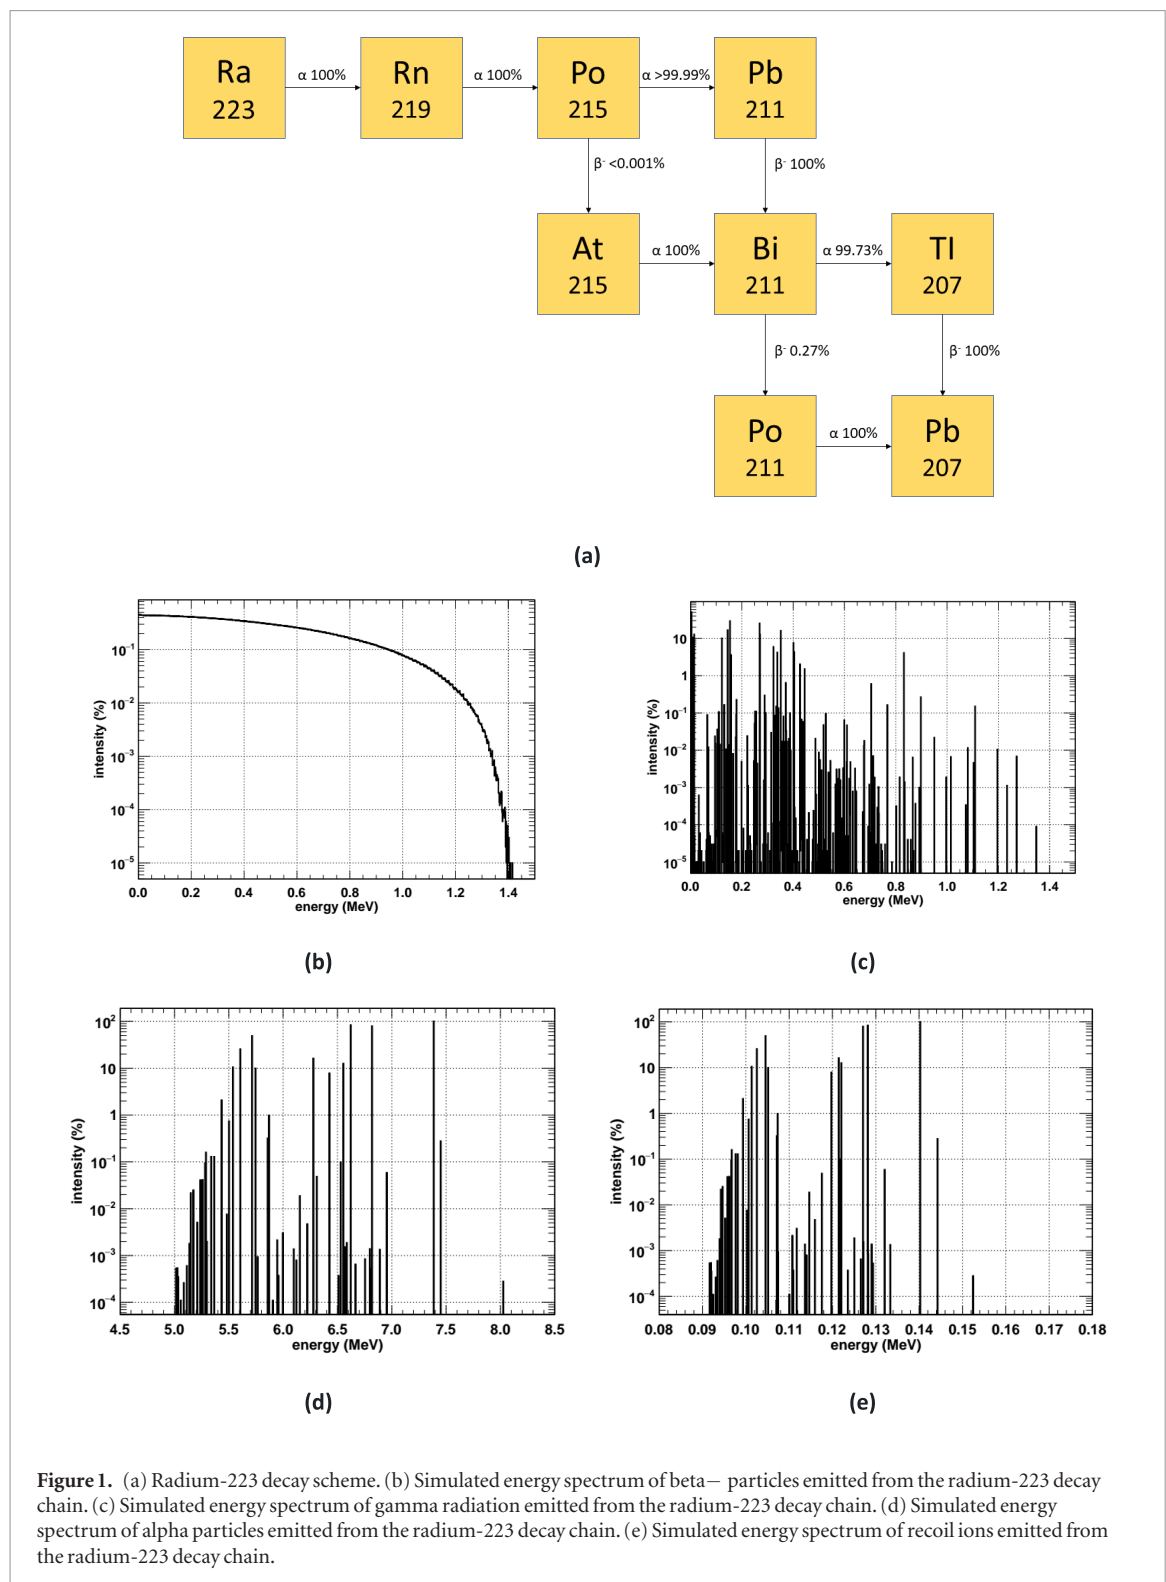 Ra
223
α 100%
Rn
219
α 100%
Po
215
α >99.99%
Pb
211
β- <0.001%
β- 100%
At
215
α 100%
Bi
211
α 99.73%
Tl
207
β- 0.27%
β- 100%
Po
211
α 100%
Pb
207
(a)
intensity (%)
10⁻¹
10⁻²
10⁻³
10⁻⁴
10⁻⁵
0.0 0.2 0.4 0.6 0.8 1.0 1.2 1.4
energy (MeV)
(b)
intensity (%)
10
1
10⁻¹
10⁻²
10⁻³
10⁻⁴
10⁻⁵
0.0 0.2 0.4 0.6 0.8 1.0 1.2 1.4
energy (MeV)
(c)
intensity (%)
10²
10
1
10⁻¹
10⁻²
10⁻³
10⁻⁴
4.5 5.0 5.5 6.0 6.5 7.0 7.5 8.0 8.5
energy (MeV)
(d)
intensity (%)
10²
10
1
10⁻¹
10⁻²
10⁻³
10⁻⁴
0.08 0.09 0.10 0.11 0.12 0.13 0.14 0.15 0.16 0.17 0.18
energy (MeV)
(e)
Figure 1. (a) Radium-223 decay scheme. (b) Simulated energy spectrum of beta− particles emitted from the radium-223 decay
chain. (c) Simulated energy spectrum of gamma radiation emitted from the radium-223 decay chain. (d) Simulated energy
spectrum of alpha particles emitted from the radium-223 decay chain. (e) Simulated energy spectrum of recoil ions emitted from
the radium-223 decay chain.